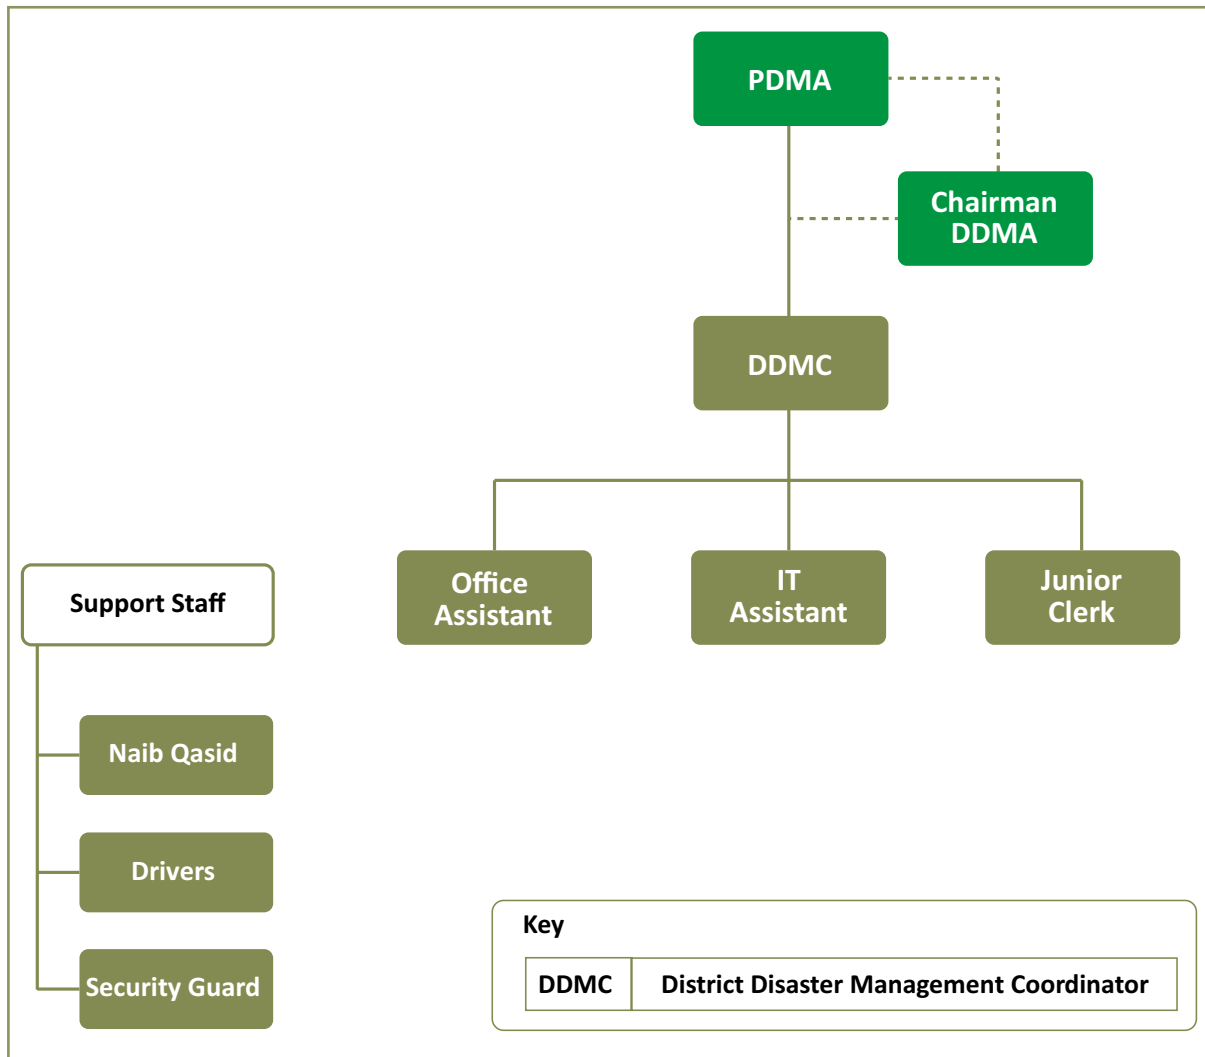 PDMA
Chairman
DDMA
DDMC
Office
Assistant
IT
Assistant
Junior
Clerk
Support Staff
Naib Qasid
Drivers
Security Guard
Key
DDMC District Disaster Management Coordinator